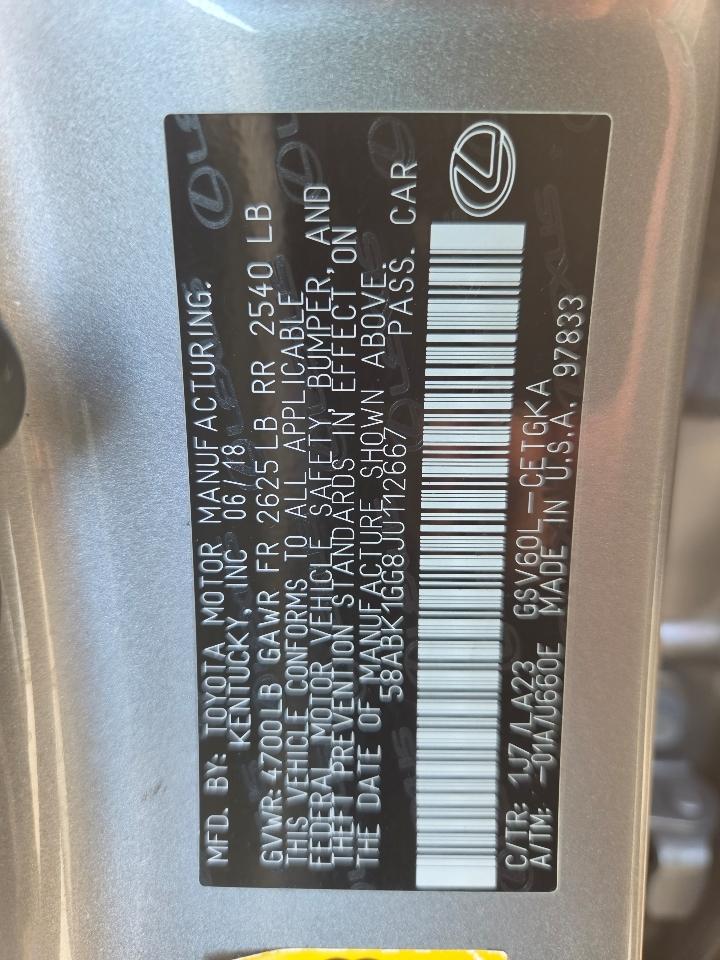 MFD. BY: TOYOTA MOTOR MANUFACTURING.
KENTUCKY, INC 06/18
GVWR: 4700LB GAWR FR 2625LB RR 2540 LB
THIS VEHICLE CONFORMS TO ALL APPLICABLE
FEDERAL MOTOR VEHICLE SAFETY, BUMPER, AND
THEFT PREVENTION STANDARDS IN EFFECT ON
THE DATE OF MANUFACTURE SHOWN ABOVE.
58ABK1GG8JU112667 PASS. CAR
C/TR: 1J7/LA23 GSV60L-CETGKA
A/TM: -01A/U660E MADE IN U.S.A. 97833